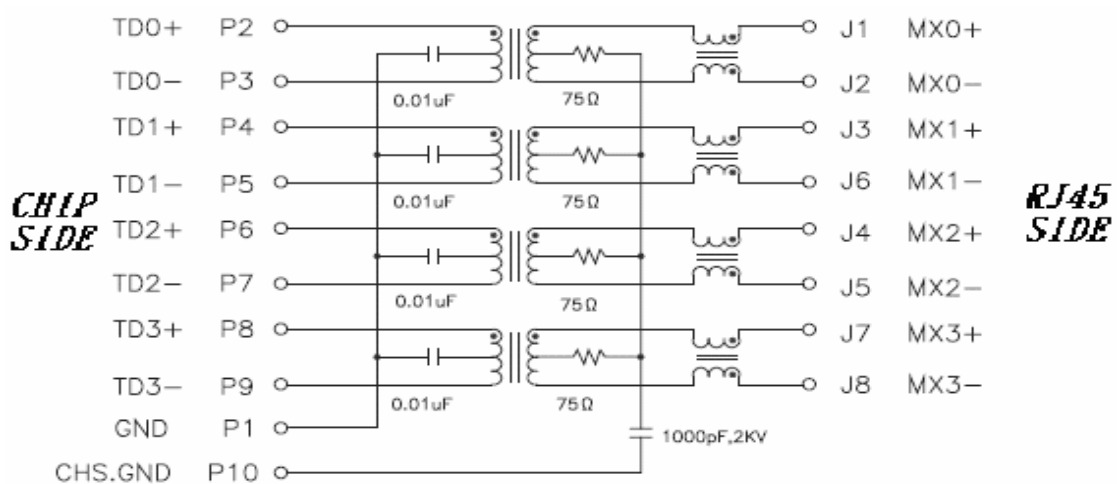 TD0+ P2 J1 MX0+
TD0- P3 J2 MX0-
0.01uF 75Ω
TD1+ P4 J3 MX1+
TD1- P5 J6 MX1-
0.01uF 75Ω
CHIP
SIDE
RJ45
SIDE
TD2+ P6 J4 MX2+
TD2- P7 J5 MX2-
0.01uF 75Ω
TD3+ P8 J7 MX3+
TD3- P9 J8 MX3-
0.01uF 75Ω
GND P1
1000pF,2KV
CHS.GND P10